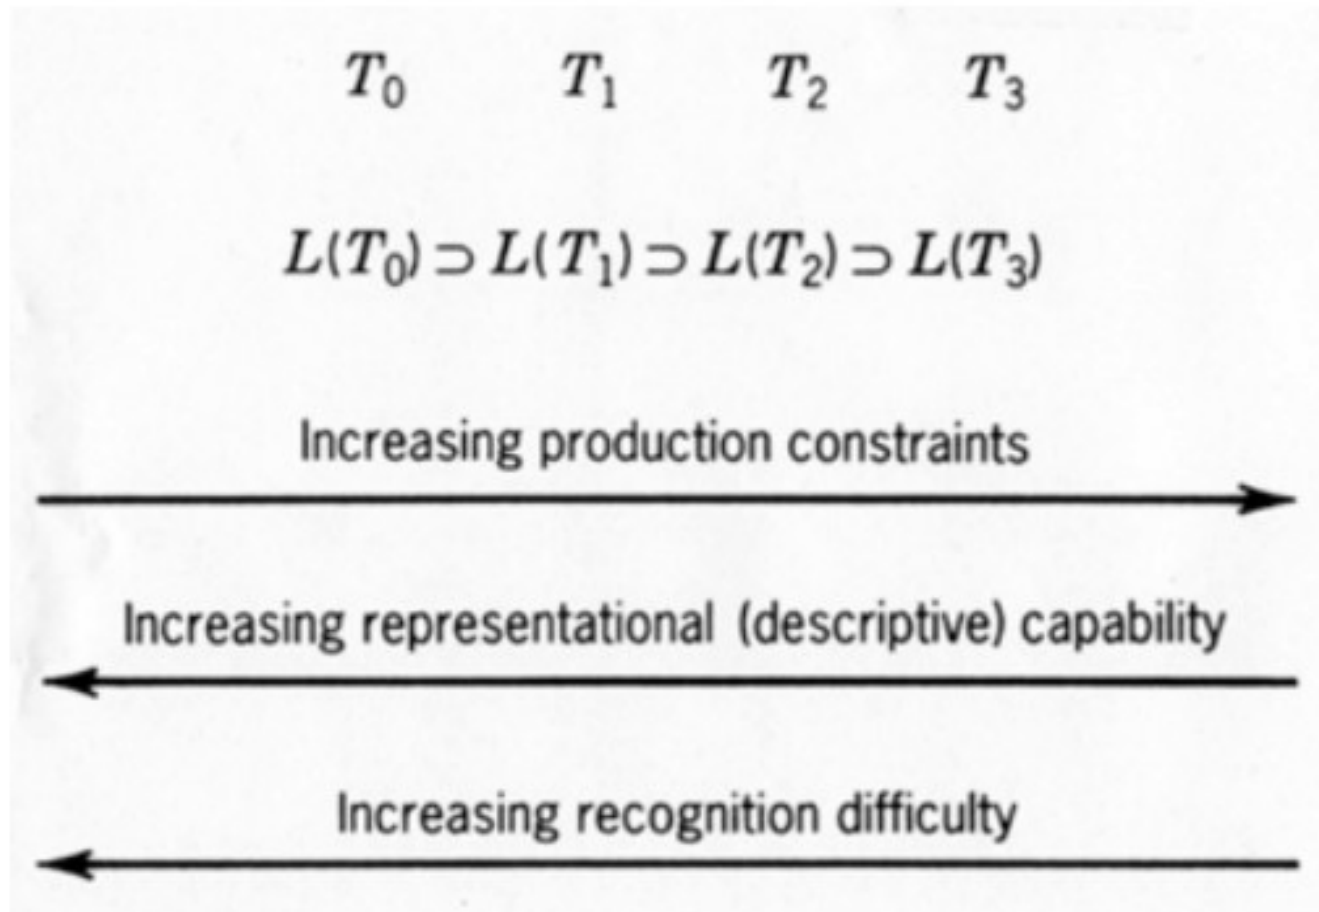 T₀ T₁ T₂ T₃
L(T₀) ⊃ L(T₁) ⊃ L(T₂) ⊃ L(T₃)
Increasing production constraints
Increasing representational (descriptive) capability
Increasing recognition difficulty